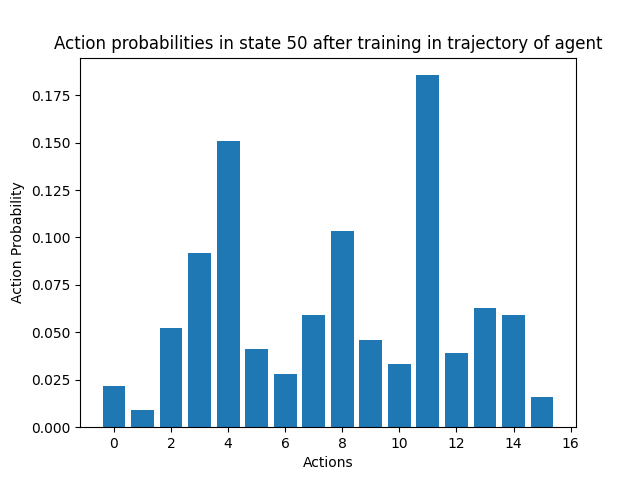 Action probabilities in state 50 after training in trajectory of agent
0.175
0.150
0.125
0.100
0.075
0.050
0.025
0.000
Action Probability
0 2 4 6 8 10 12 14 16
Actions